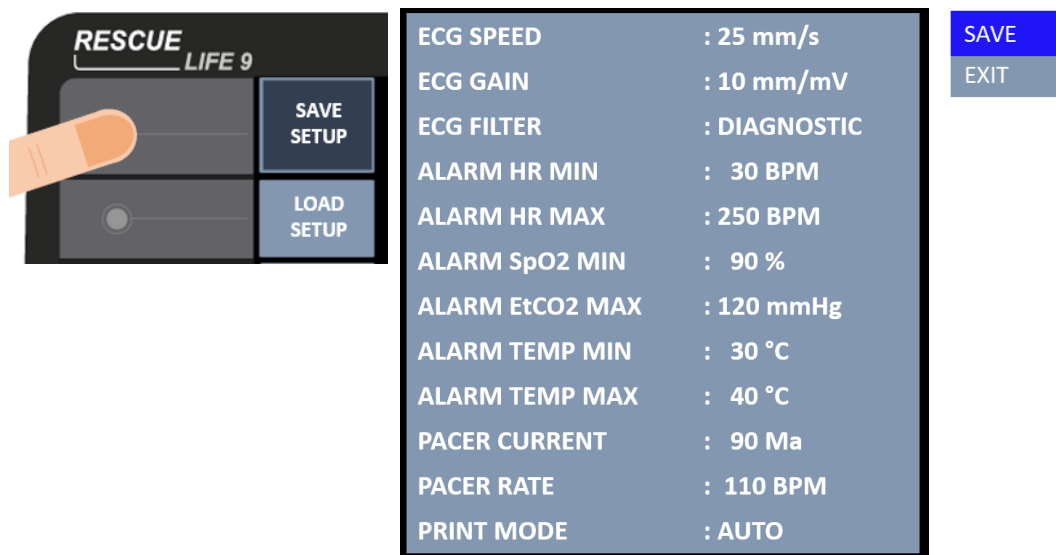 RESCUE
LIFE 9
SAVE
SETUP
LOAD
SETUP
ECG SPEED : 25 mm/s
ECG GAIN : 10 mm/mV
ECG FILTER : DIAGNOSTIC
ALARM HR MIN : 30 BPM
ALARM HR MAX : 250 BPM
ALARM SpO2 MIN : 90 %
ALARM EtCO2 MAX : 120 mmHg
ALARM TEMP MIN : 30 °C
ALARM TEMP MAX : 40 °C
PACER CURRENT : 90 Ma
PACER RATE : 110 BPM
PRINT MODE : AUTO
SAVE
EXIT